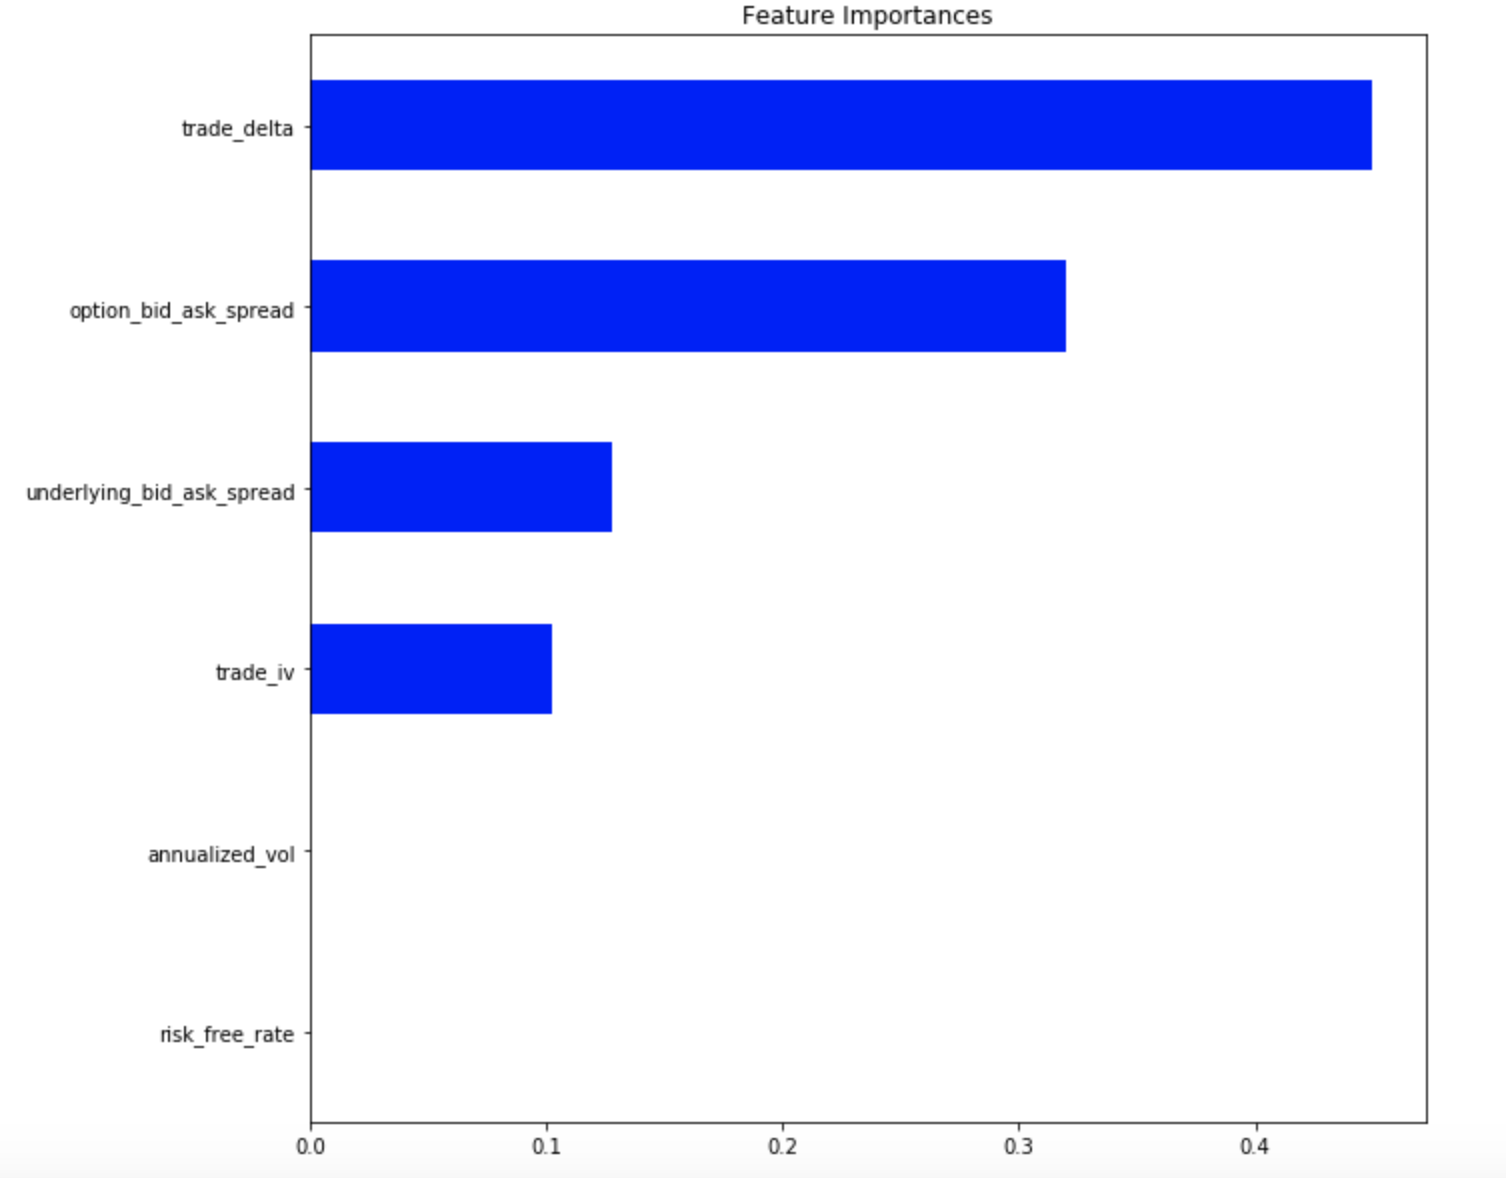 Feature Importances
trade_delta
option_bid_ask_spread
underlying_bid_ask_spread
trade_iv
annualized_vol
risk_free_rate
0.0 0.1 0.2 0.3 0.4